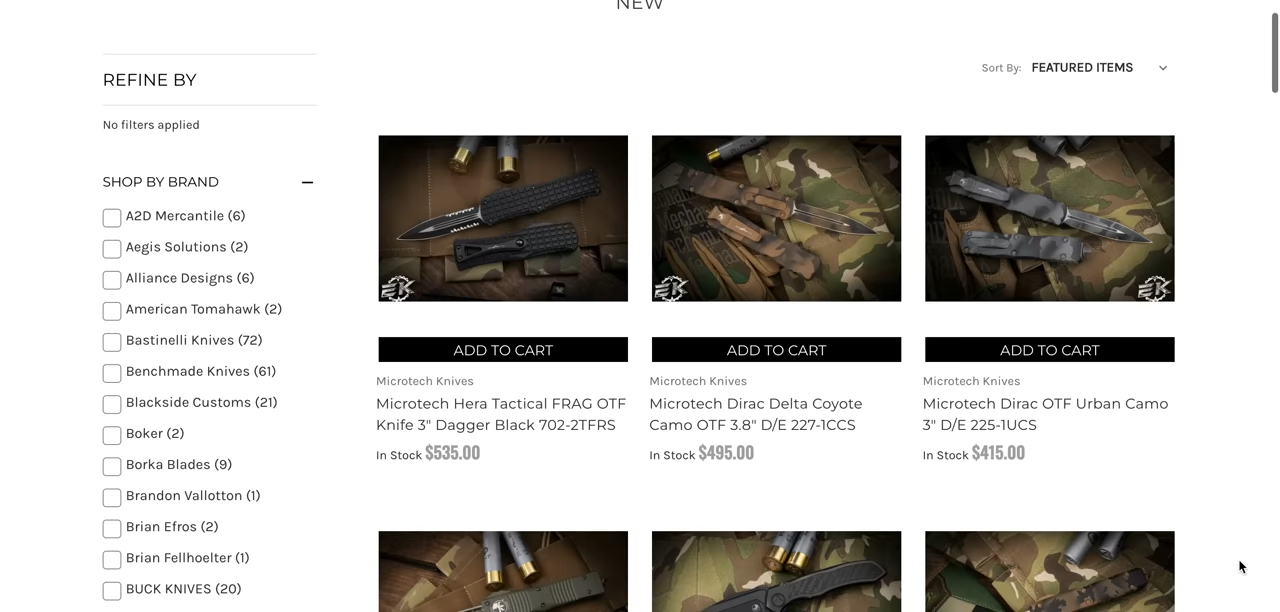 NEW
REFINE BY
No filters applied
SHOP BY BRAND
A2D Mercantile (6)
Aegis Solutions (2)
Alliance Designs (6)
American Tomahawk (2)
Bastinelli Knives (72)
Benchmade Knives (61)
Blackside Customs (21)
Boker (2)
Borka Blades (9)
Brandon Vallotton (1)
Brian Efros (2)
Brian Fellhoelter (1)
BUCK KNIVES (20)
Sort By: FEATURED ITEMS
EK
EK
EK
ADD TO CART
ADD TO CART
ADD TO CART
Microtech Knives
Microtech Hera Tactical FRAG OTF
Knife 3" Dagger Black 702-2TFRS
In Stock $535.00
Microtech Knives
Microtech Dirac Delta Coyote
Camo OTF 3.8" D/E 227-1CCS
In Stock $495.00
Microtech Knives
Microtech Dirac OTF Urban Camo
3" D/E 225-1UCS
In Stock $415.00